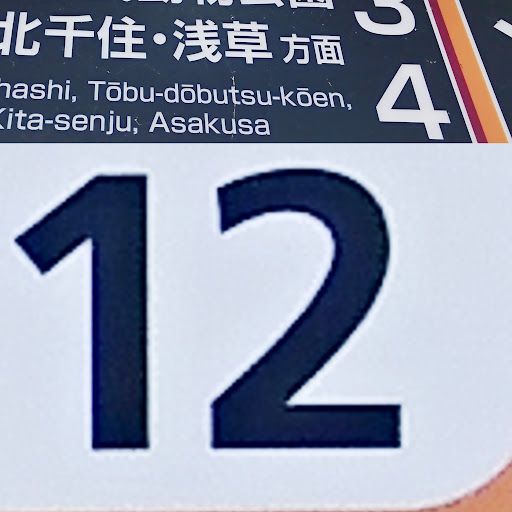 3
北千住・浅草 方面
4
hashi, Tōbu-dōbutsu-kōen,
Kita-senju, Asakusa
12